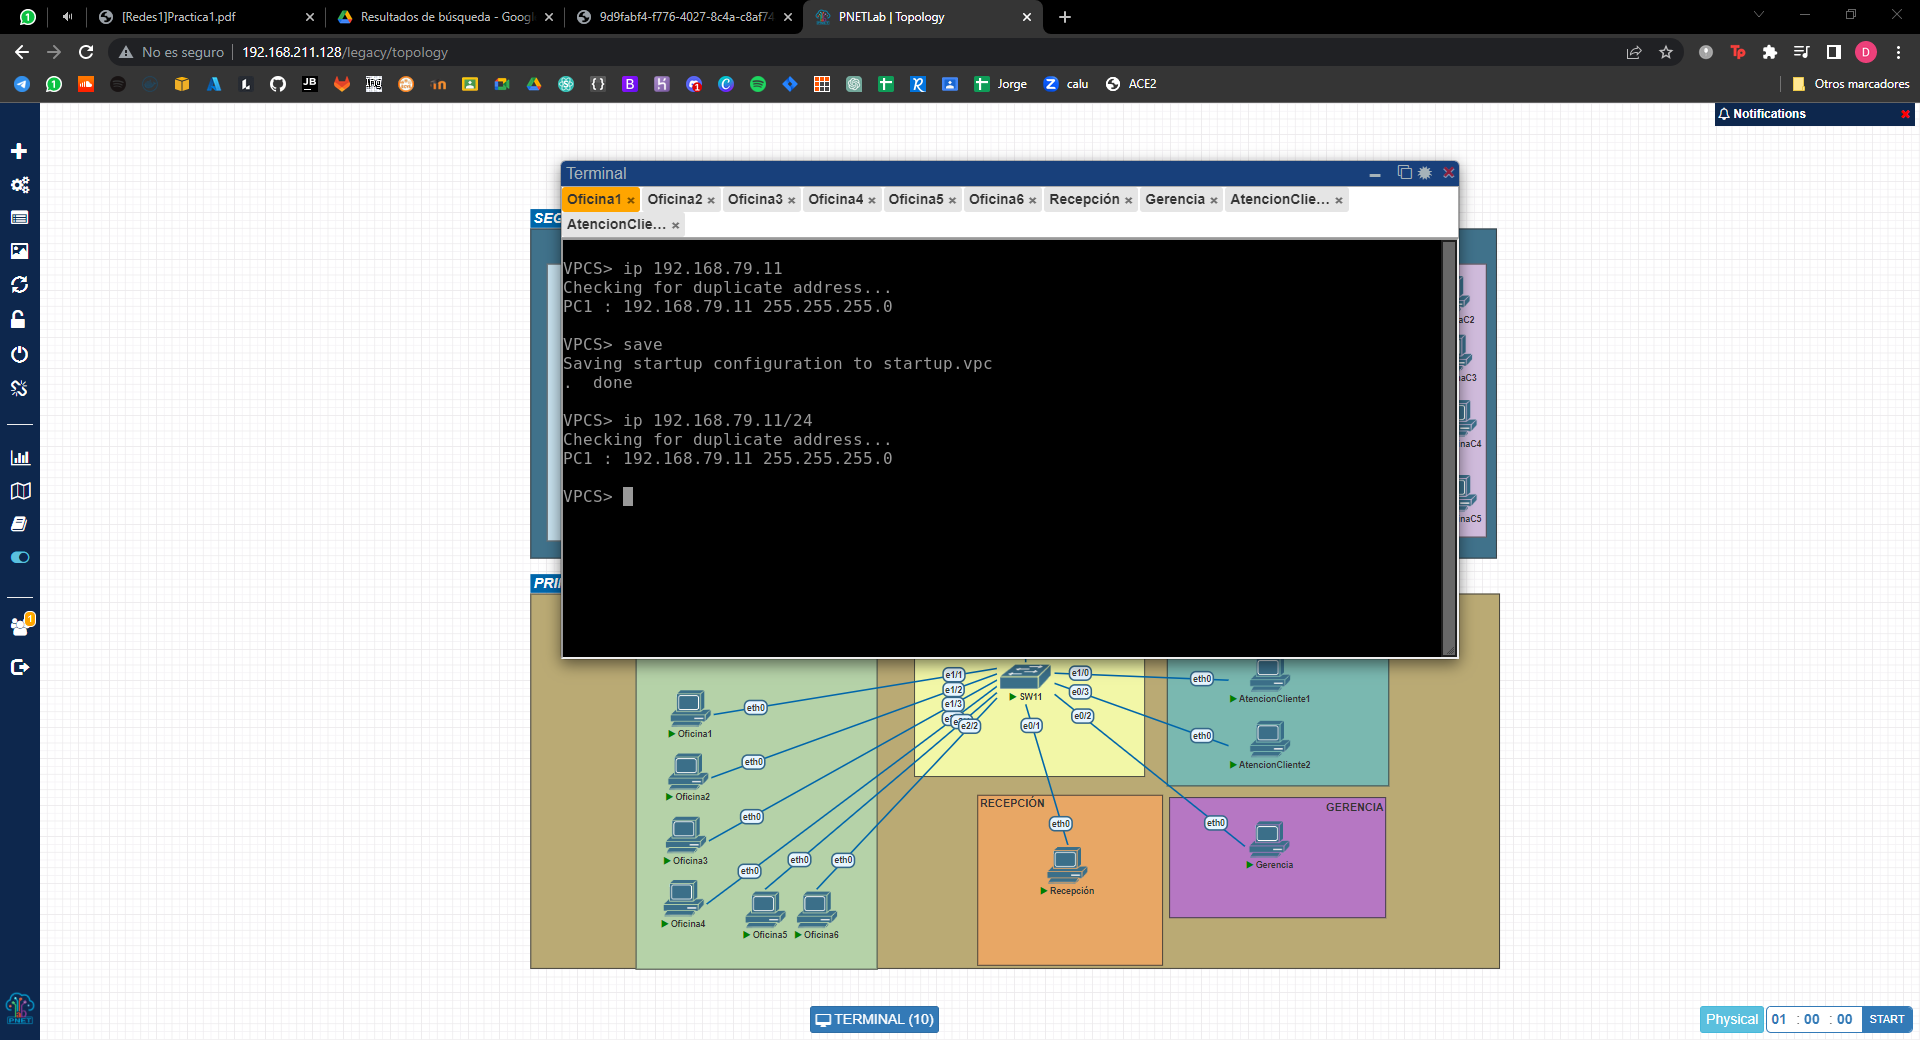 [Redes1]Practica1.pdf
Resultados de búsqueda - Goog
9d9fabf4-f776-4027-8c4a-c8af74
PNETLab | Topology
No es seguro
192.168.211.128/legacy/topology
Jorge
calu
ACE2
Otros marcadores
Notifications
Terminal
Oficina1
Oficina2
Oficina3
Oficina4
Oficina5
Oficina6
Recepción
Gerencia
AtencionClie...
AtencionClie...
SEG
VPCS> ip 192.168.79.11
Checking for duplicate address...
PC1 : 192.168.79.11 255.255.255.0
VPCS> save
Saving startup configuration to startup.vpc
.  done
VPCS> ip 192.168.79.11/24
Checking for duplicate address...
PC1 : 192.168.79.11 255.255.255.0
VPCS>
aC2
naC3
naC4
naC5
PRI
e1/1
e1/2
e1/3
e2/2
SW11
e1/0
e0/3
e0/2
e0/1
eth0
AtencionCliente1
eth0
AtencionCliente2
eth0
Oficina1
eth0
Oficina2
eth0
Oficina3
eth0
Oficina4
eth0
Oficina5
eth0
Oficina6
RECEPCIÓN
eth0
Recepción
GERENCIA
eth0
Gerencia
1
PNET
TERMINAL (10)
Physical
01 : 00 : 00
START